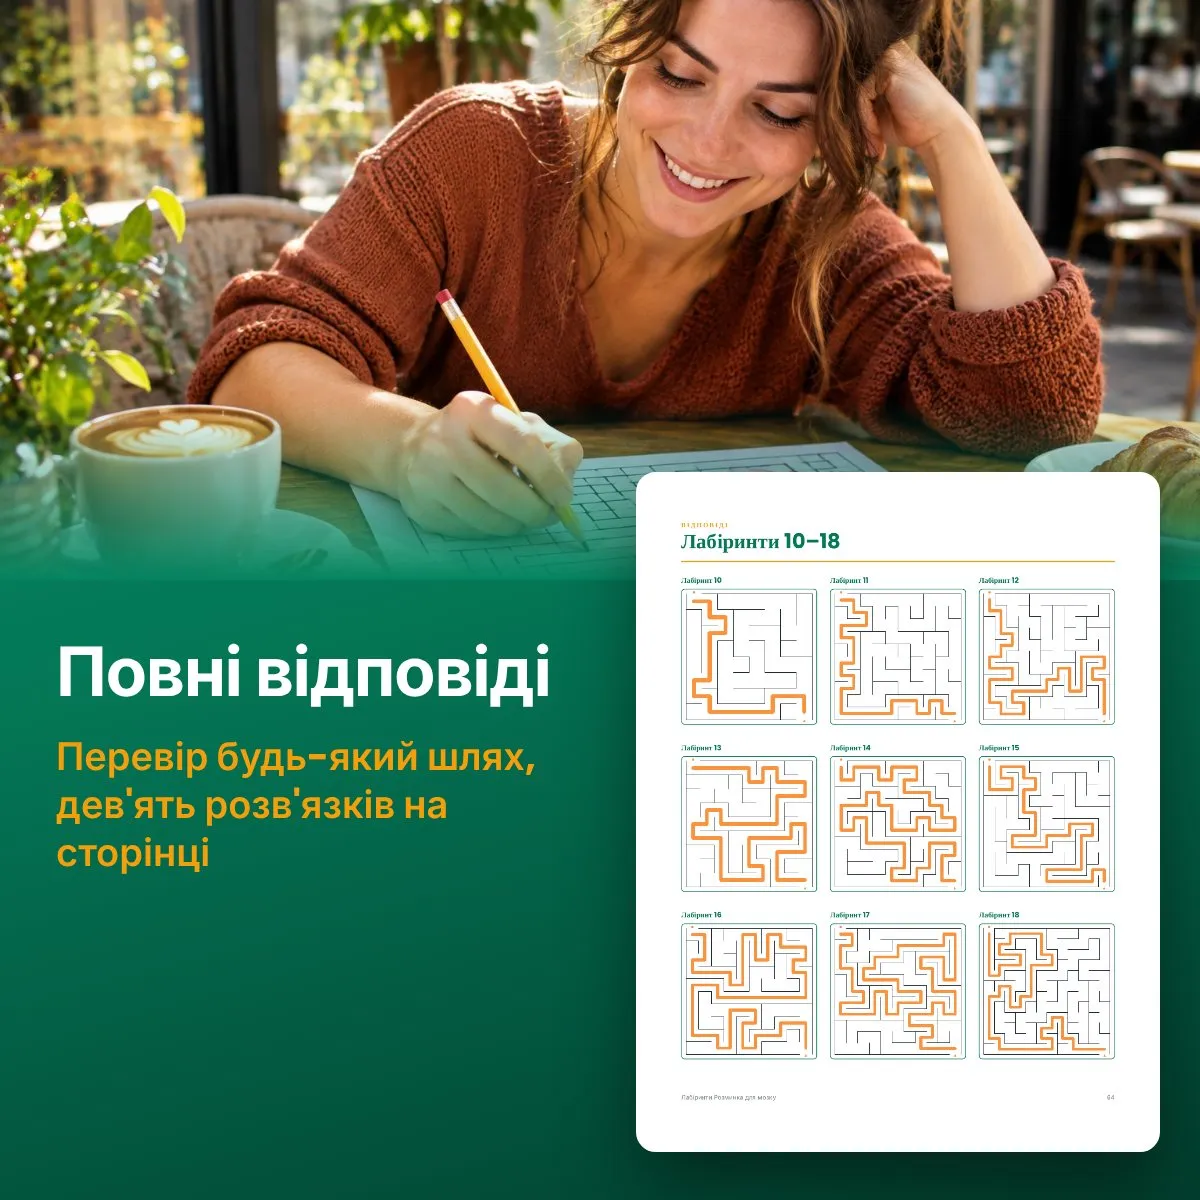 Повні відповіді
Перевір будь-який шлях,
дев'ять розв'язків на
сторінці
ВІДПОВІДІ
Лабіринти 10–18
Лабіринт 10
Лабіринт 11
Лабіринт 12
Лабіринт 13
Лабіринт 14
Лабіринт 15
Лабіринт 16
Лабіринт 17
Лабіринт 18
Лабіринти Розминка для мозку
94